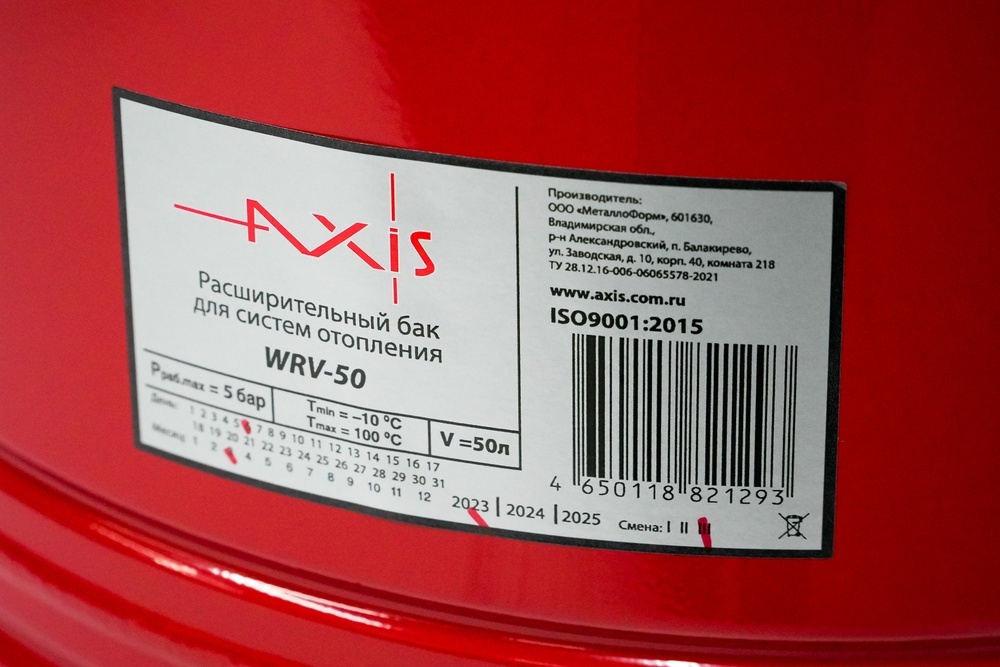 AXiS
Расширительный бак
для систем отопления
WRV-50
Pраб.max = 5 бар
Tmin = –10 ºC
Tmax = 100 ºC
V =50л
День: 1 2 3 4 5 7 8 9 10 11 12 13 14 15 16 17
18 19 20 21 22 23 24 25 26 27 28 29 30 31
Месяц: 1 2 4 5 6 7 8 9 10 11 12
2023 | 2024 | 2025
Смена: I II III
Производитель:
ООО «МеталлоФорм», 601630,
Владимирская обл.,
р-н Александровский, п. Балакирево,
ул. Заводская, д. 10, корп. 40, комната 218
ТУ 28.12.16-006-06065578-2021
www.axis.com.ru
ISO9001:2015
4 650118 821293